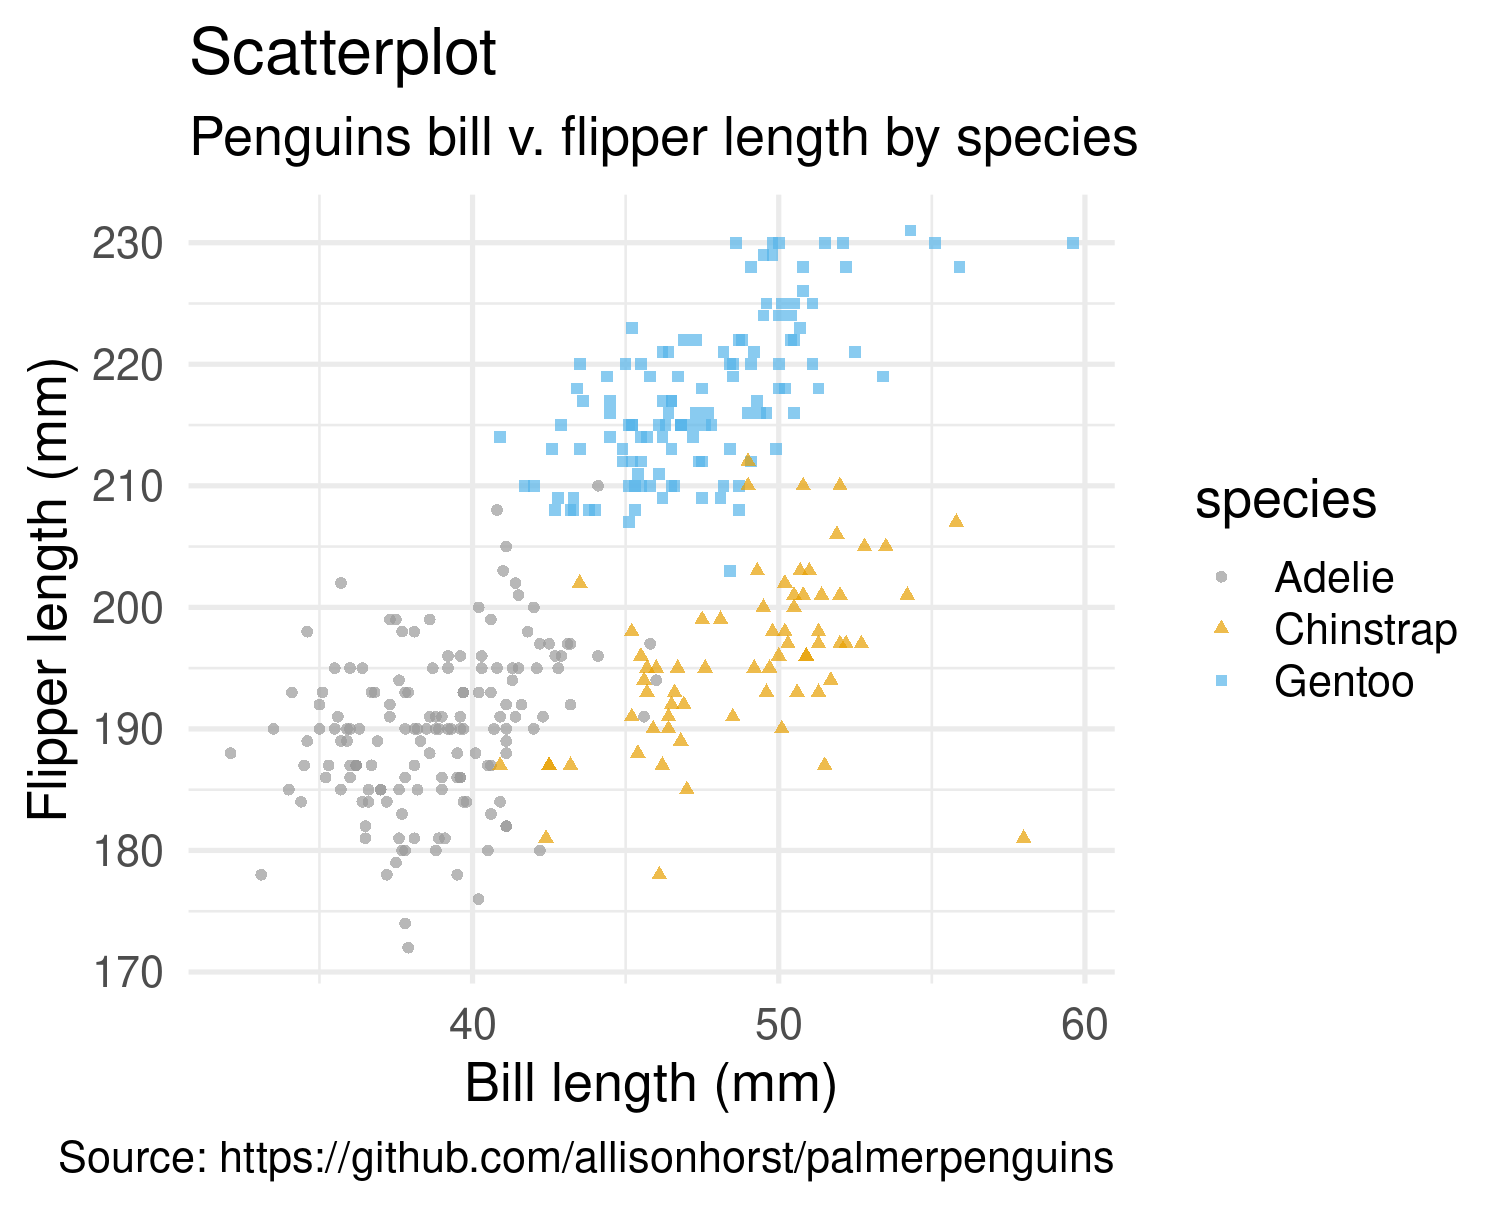 Scatterplot
Penguins bill v. flipper length by species
230
220
210
200
190
180
170
Flipper length (mm)
40 50 60
Bill length (mm)
species
Adelie
Chinstrap
Gentoo
Source: https://github.com/allisonhorst/palmerpenguins